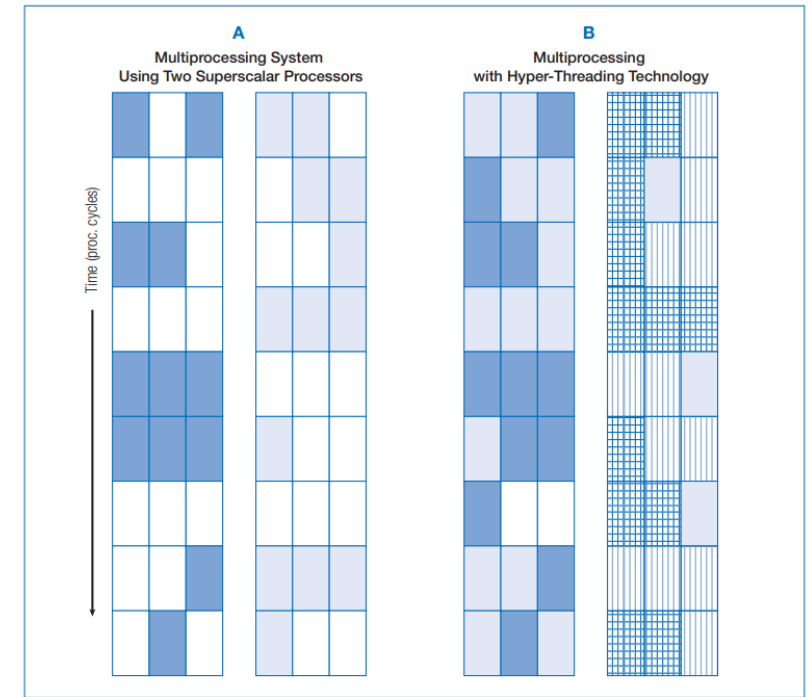 A
Multiprocessing System
Using Two Superscalar Processors
B
Multiprocessing
with Hyper-Threading Technology
Time (proc. cycles)